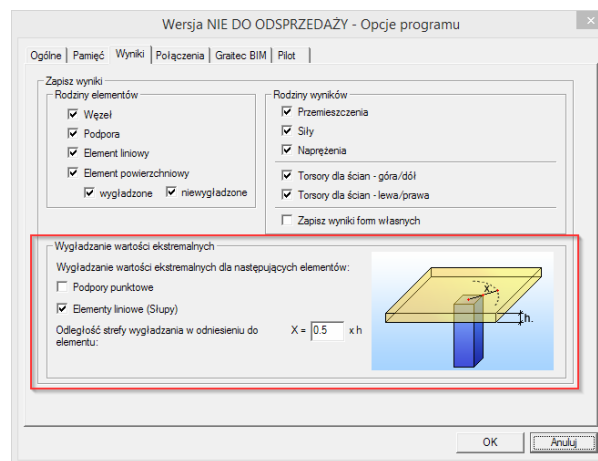 Wersja NIE DO ODSPRZEDAŻY - Opcje programu
Ogólne Pamięć Wyniki Połączenia Graitec BIM Pilot
Zapisz wyniki
Rodziny elementów
Węzeł
Podpora
Element liniowy
Element powierzchniowy
wygładzone niewygładzone
Rodziny wyników
Przemieszczenia
Siły
Naprężenia
Torsory dla ścian - góra/dół
Torsory dla ścian - lewa/prawa
Zapisz wyniki form własnych
Wygładzanie wartości ekstremalnych
Wygładzanie wartości ekstremalnych dla następujących elementów:
Podpory punktowe
Elementy liniowe (Słupy)
Odległość strefy wygładzania w odniesieniu do
elementu:
X = 0.5 x h
X
h.
OK Anuluj